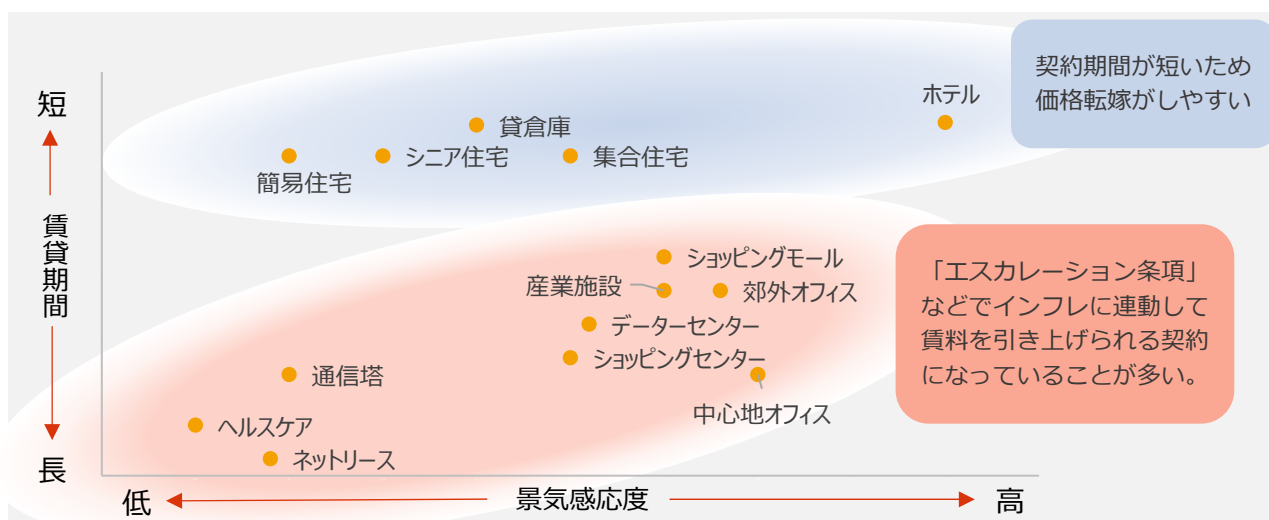 契約期間が短いため
価格転嫁がしやすい
短
ホテル
貸倉庫
シニア住宅
集合住宅
簡易住宅
賃貸期間
ショッピングモール
産業施設
郊外オフィス
データーセンター
ショッピングセンター
通信塔
中心地オフィス
ヘルスケア
ネットリース
「エスカレーション条項」
などでインフレに連動して
賃料を引き上げられる契約
になっていることが多い。
長
低
景気感応度
高